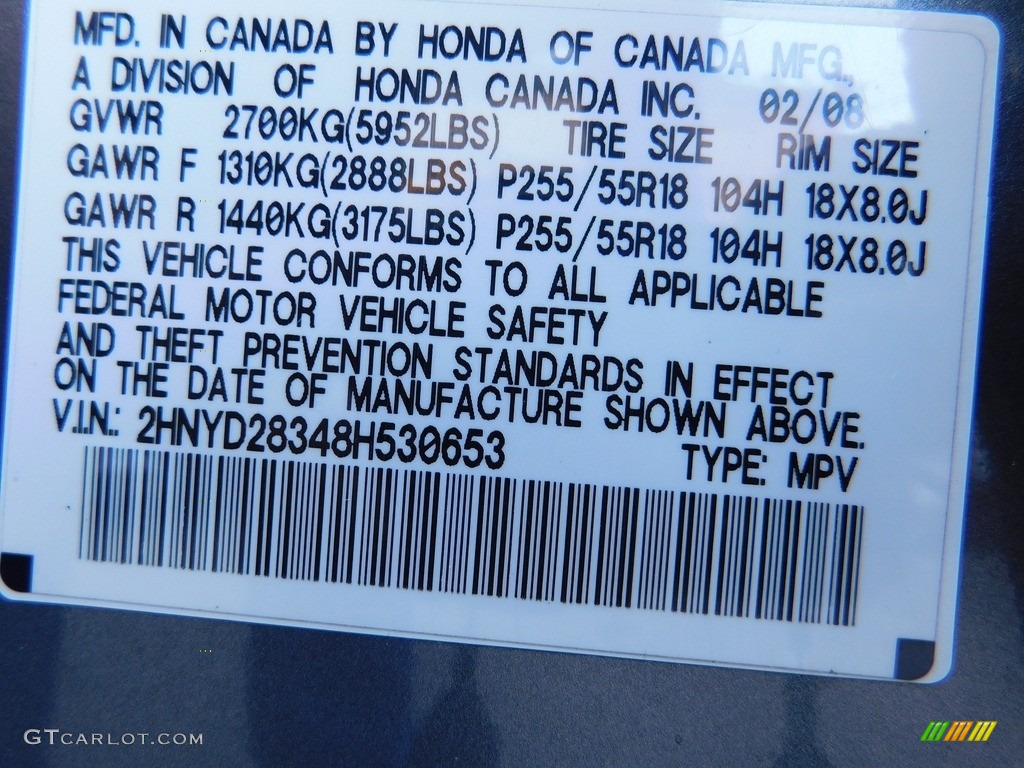 MFD. IN CANADA BY HONDA OF CANADA MFG.,
A DIVISION OF HONDA CANADA INC. 02/08
GVWR 2700KG(5952LBS) TIRE SIZE RIM SIZE
GAWR F 1310KG(2888LBS) P255/55R18 104H 18X8.0J
GAWR R 1440KG(3175LBS) P255/55R18 104H 18X8.0J
THIS VEHICLE CONFORMS TO ALL APPLICABLE
FEDERAL MOTOR VEHICLE SAFETY
AND THEFT PREVENTION STANDARDS IN EFFECT
ON THE DATE OF MANUFACTURE SHOWN ABOVE.
V.I.N.: 2HNYD28348H530653 TYPE: MPV
GTCARLOT.COM